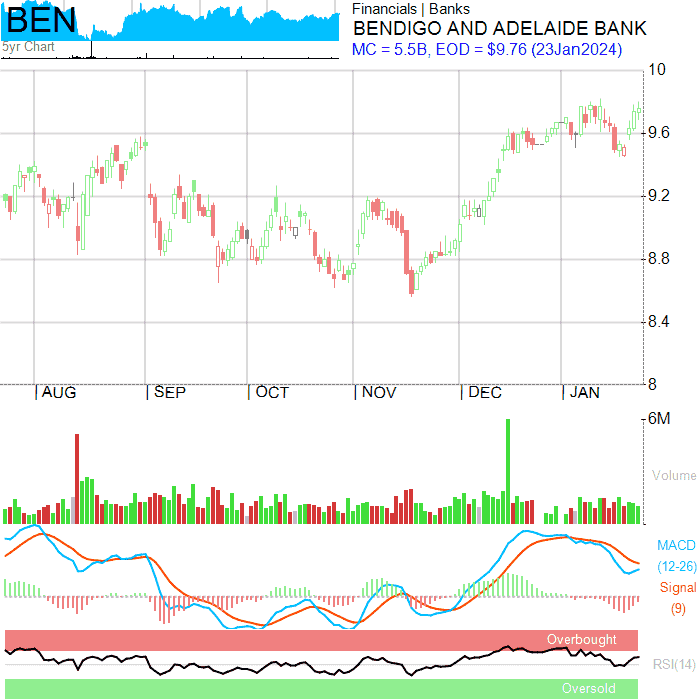 BEN
5yr Chart
Financials | Banks
BENDIGO AND ADELAIDE BANK
MC = 5.5B, EOD = $9.76 (23Jan2024)
10
9.6
9.2
8.8
8.4
8
AUG SEP OCT NOV DEC JAN
6M
Volume
MACD
(12-26)
Signal
(9)
Overbought
RSI(14)
Oversold